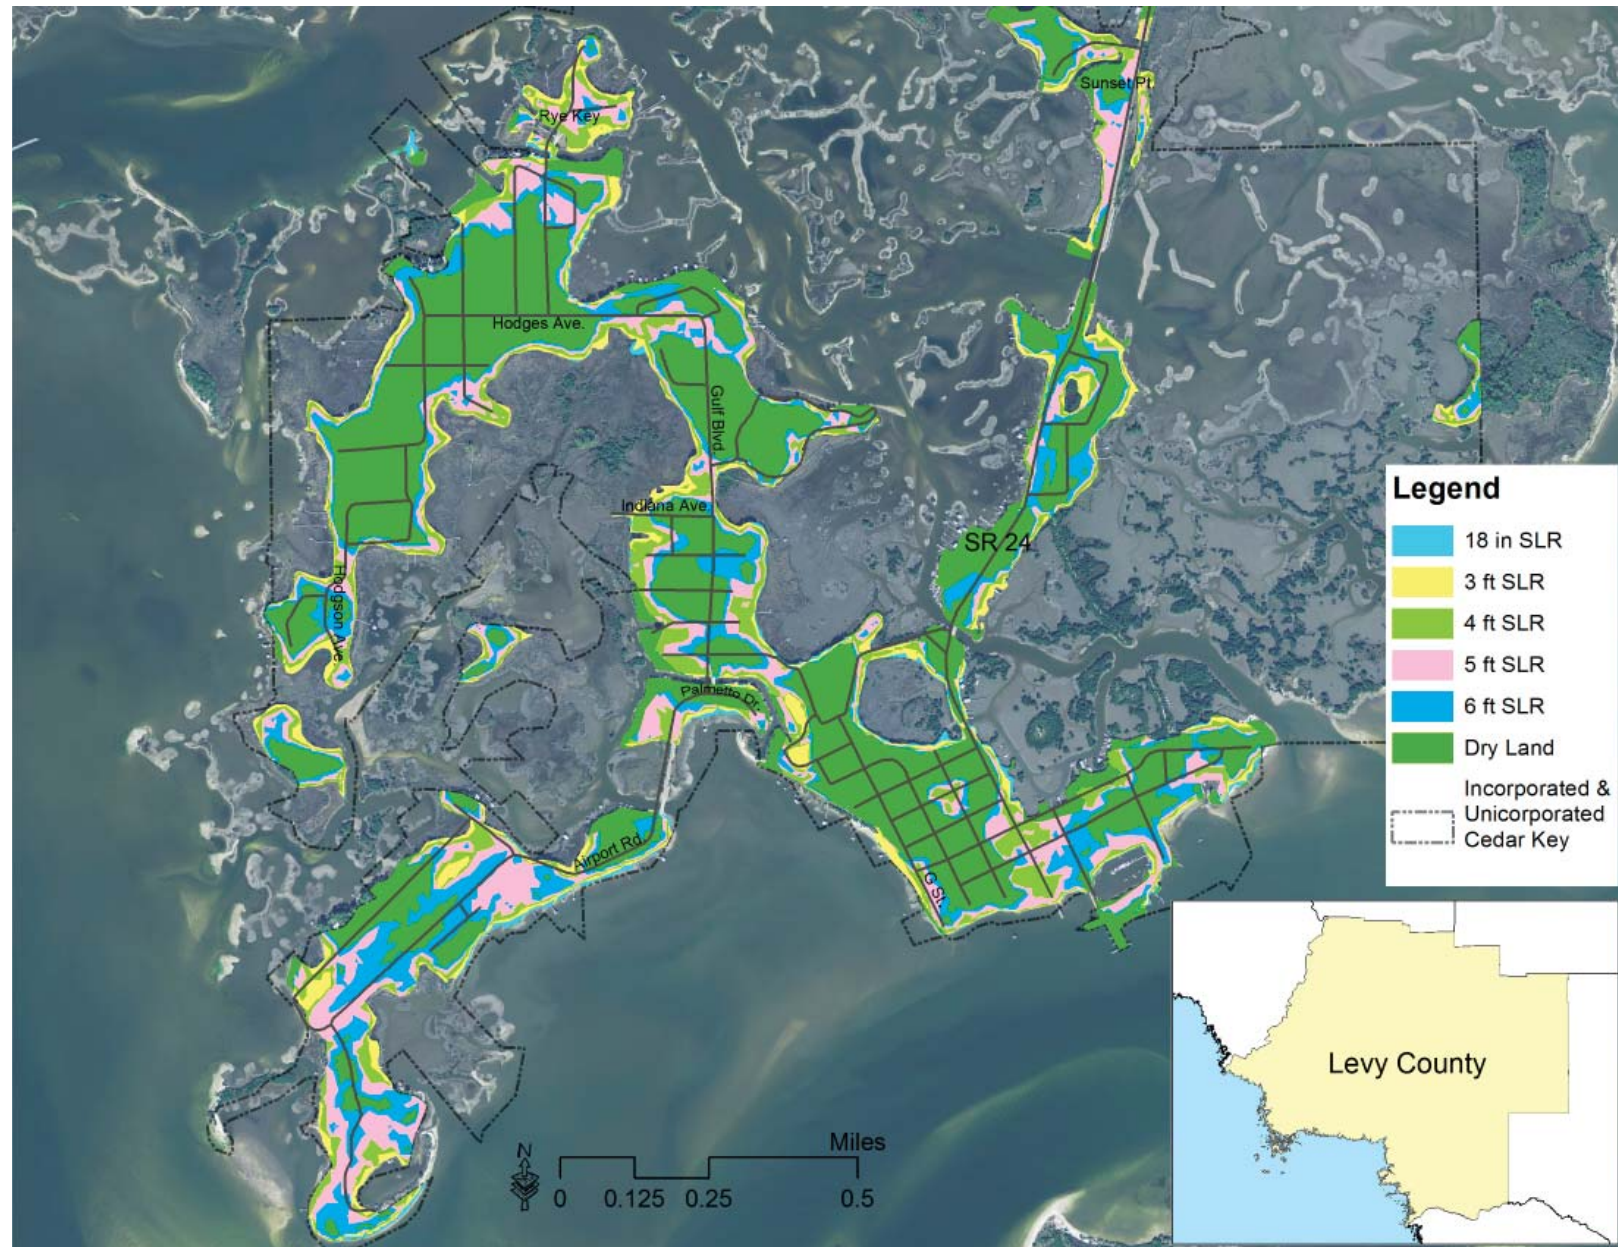 Sunset Pt.
Rye Key
Hodges Ave.
Gulf Blvd.
Indiana Ave.
SR 24
Hodgson Ave.
Palmetto Dr.
Airport Rd.
G St.
Legend
18 in SLR
3 ft SLR
4 ft SLR
5 ft SLR
6 ft SLR
Dry Land
Incorporated &
Unicorporated
Cedar Key
Levy County
N
Miles
0 0.125 0.25 0.5